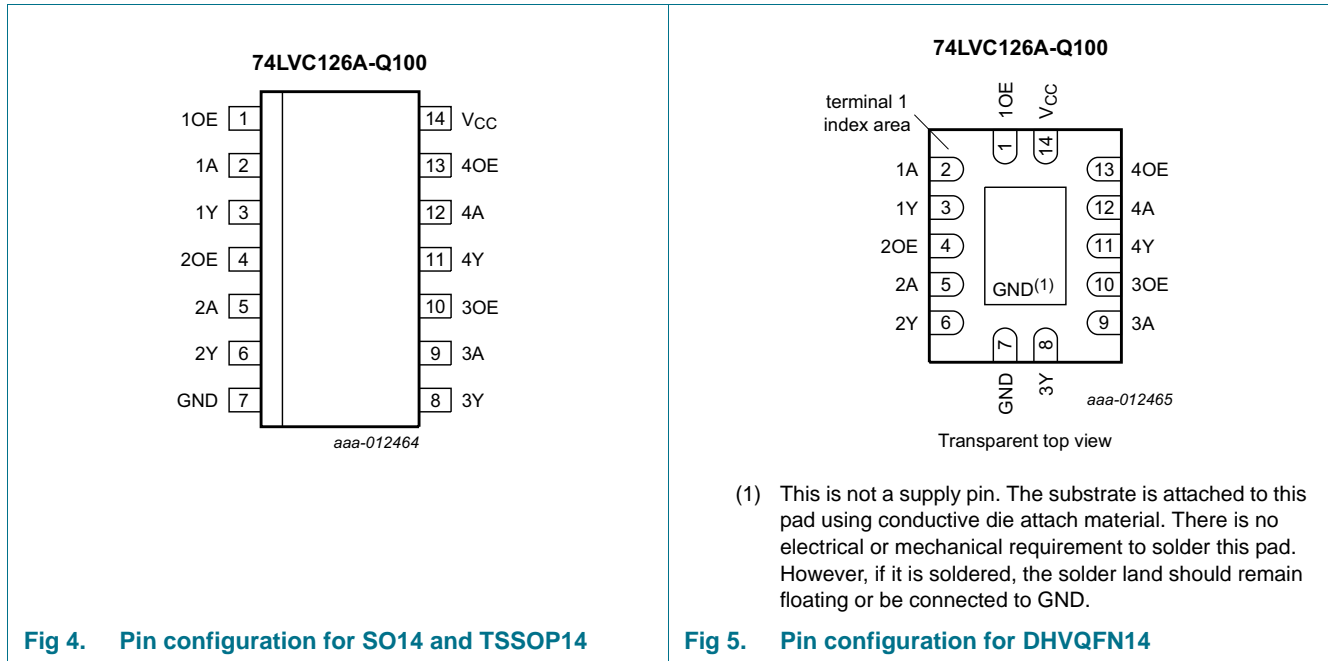 74LVC126A-Q100
1OE 1 14 VCC
1A 2 13 4OE
1Y 3 12 4A
2OE 4 11 4Y
2A 5 10 3OE
2Y 6 9 3A
GND 7 8 3Y
aaa-012464
Fig 4. Pin configuration for SO14 and TSSOP14
74LVC126A-Q100
terminal 1
index area
1OE VCC
1 14
1A 2 13 4OE
1Y 3 12 4A
2OE 4 11 4Y
2A 5 10 3OE
GND(1)
2Y 6 9 3A
7 8
GND 3Y
aaa-012465
Transparent top view
(1) This is not a supply pin. The substrate is attached to this
pad using conductive die attach material. There is no
electrical or mechanical requirement to solder this pad.
However, if it is soldered, the solder land should remain
floating or be connected to GND.
Fig 5. Pin configuration for DHVQFN14